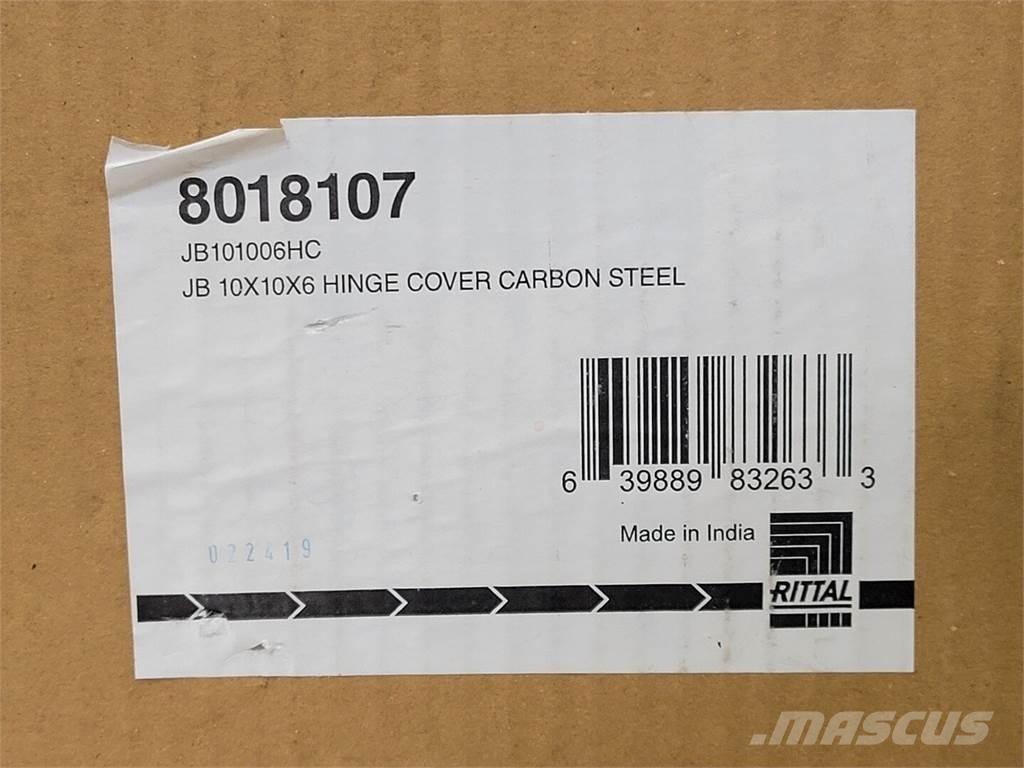 8018107
JB101006HC
JB 10X10X6 HINGE COVER CARBON STEEL
6 39889 83263 3
Made in India
RITTAL
022419
.MASCUS